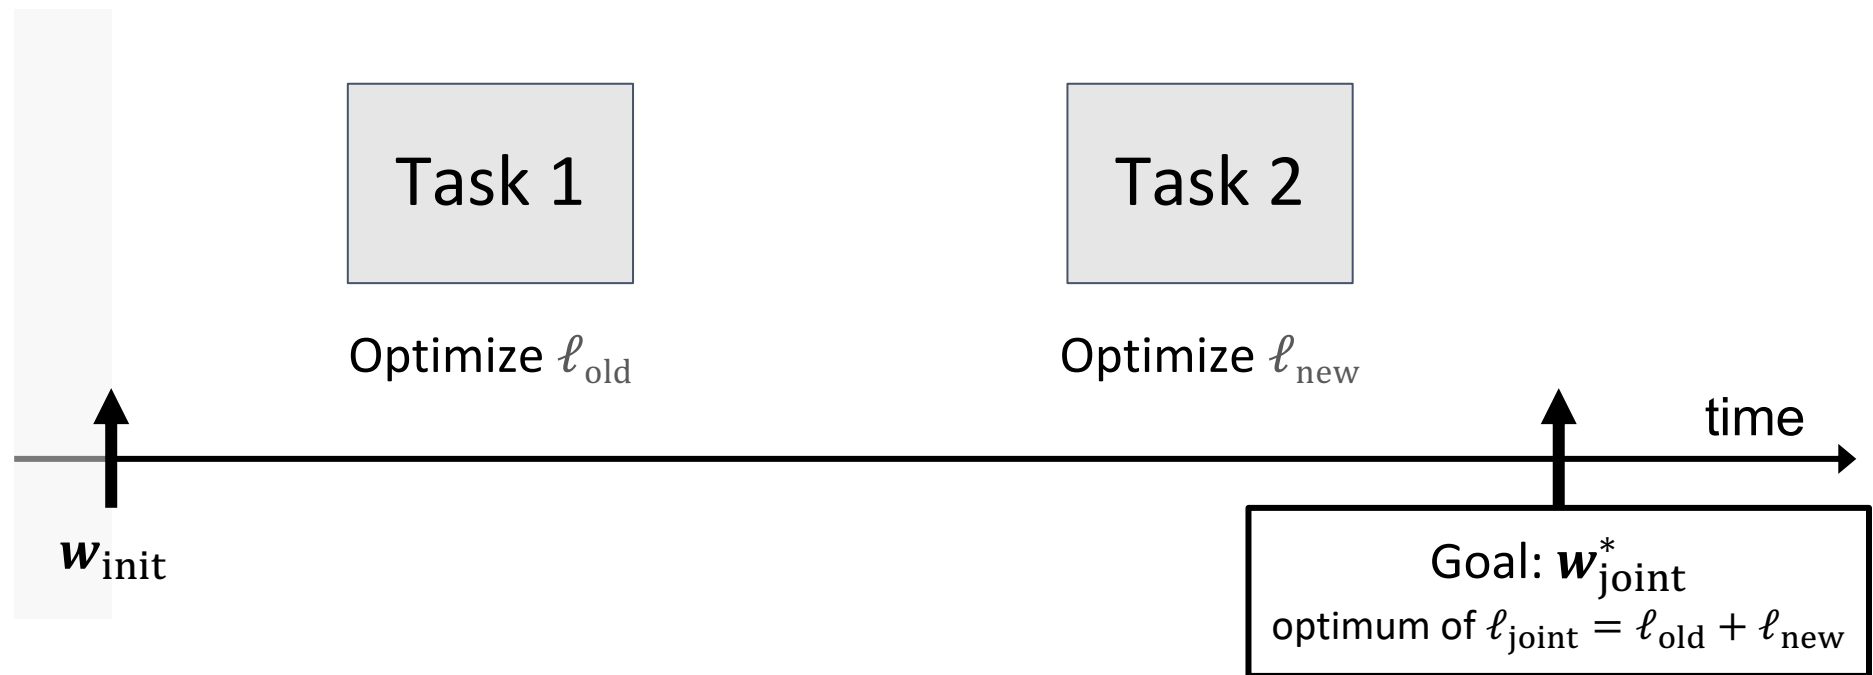 Task 1
Task 2
Optimize ℓ_old
Optimize ℓ_new
time
w_init
Goal: w*_joint
optimum of ℓ_joint = ℓ_old + ℓ_new